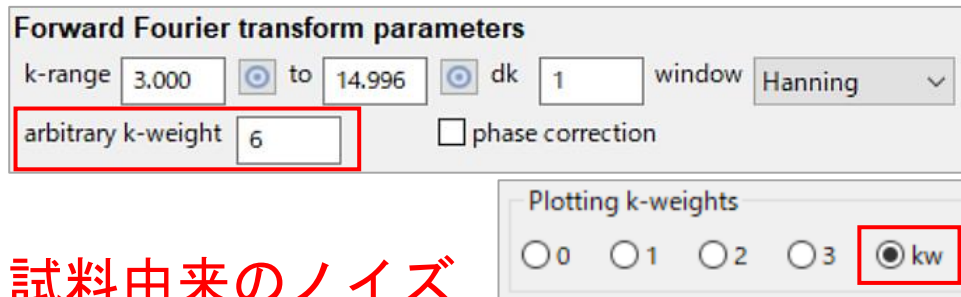 Forward Fourier transform parameters
k-range 3.000 to 14.996 dk 1 window Hanning
arbitrary k-weight 6 phase correction
Plotting k-weights
0 1 2 3 kw
試料由来のノイズ